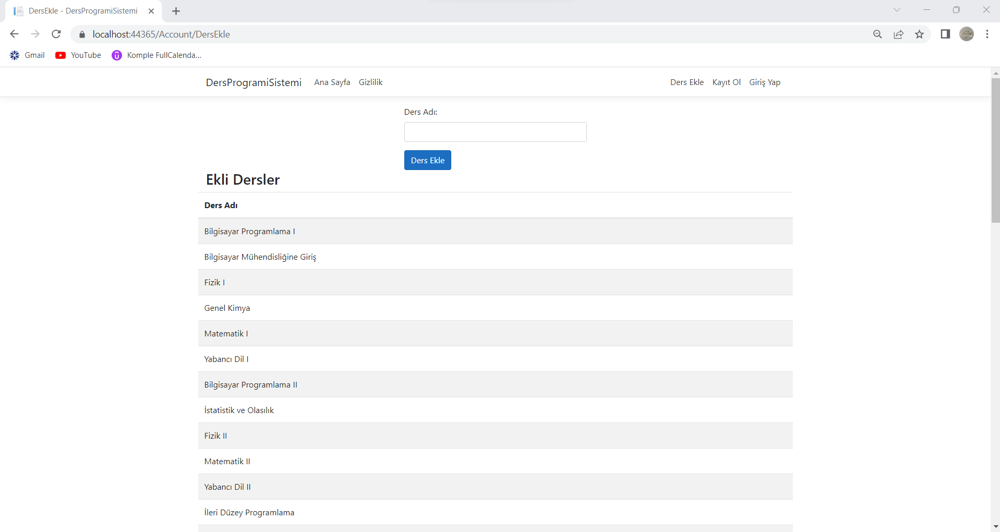 DersEkle - DersProgramiSistemi
localhost:44365/Account/DersEkle
Gmail YouTube Komple FullCalenda...
DersProgramiSistemi Ana Sayfa Gizlilik Ders Ekle Kayıt Ol Giriş Yap
Ders Adı:
Ders Ekle
Ekli Dersler
Ders Adı
Bilgisayar Programlama I
Bilgisayar Mühendisliğine Giriş
Fizik I
Genel Kimya
Matematik I
Yabancı Dil I
Bilgisayar Programlama II
İstatistik ve Olasılık
Fizik II
Matematik II
Yabancı Dil II
İleri Düzey Programlama